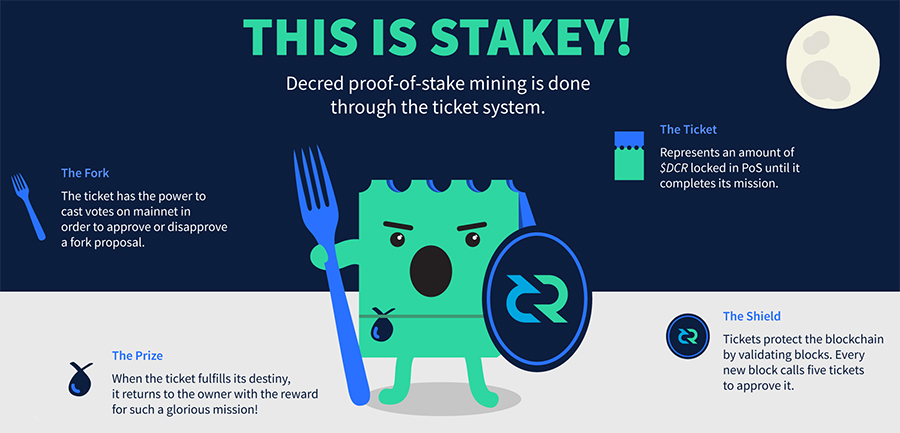 THIS IS STAKEY!
Decred proof-of-stake mining is done
through the ticket system.
The Ticket
Represents an amount of
$DCR locked in PoS until it
completes its mission.
The Fork
The ticket has the power to
cast votes on mainnet in
order to approve or disapprove
a fork proposal.
The Shield
Tickets protect the blockchain
by validating blocks. Every
new block calls five tickets
to approve it.
The Prize
When the ticket fulfills its destiny,
it returns to the owner with the reward
for such a glorious mission!